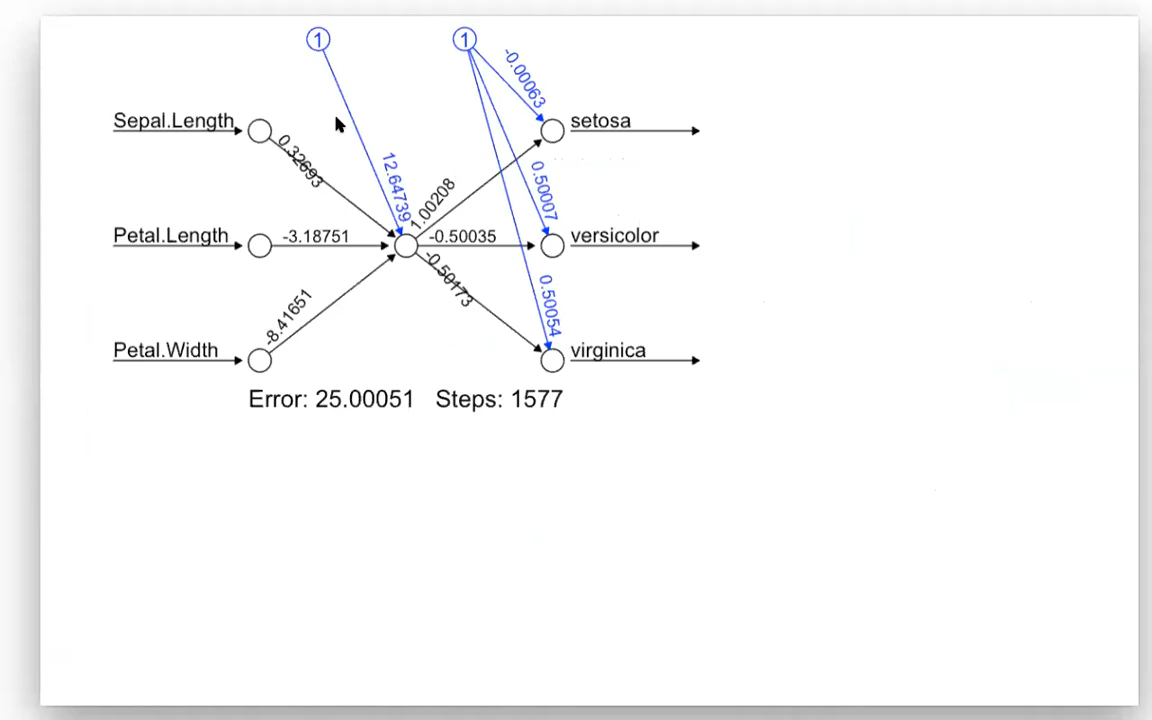 1
1
-0.00063
Sepal.Length
setosa
0.32693
12.64739
1.00208
0.50007
Petal.Length
-3.18751
-0.50035
versicolor
-0.50173
-8.41651
0.50054
Petal.Width
virginica
Error: 25.00051 Steps: 1577